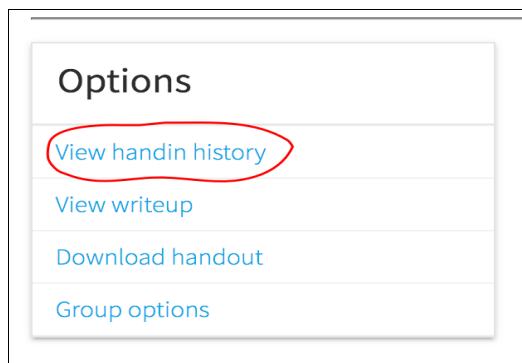 Options
View handin history
View writeup
Download handout
Group options